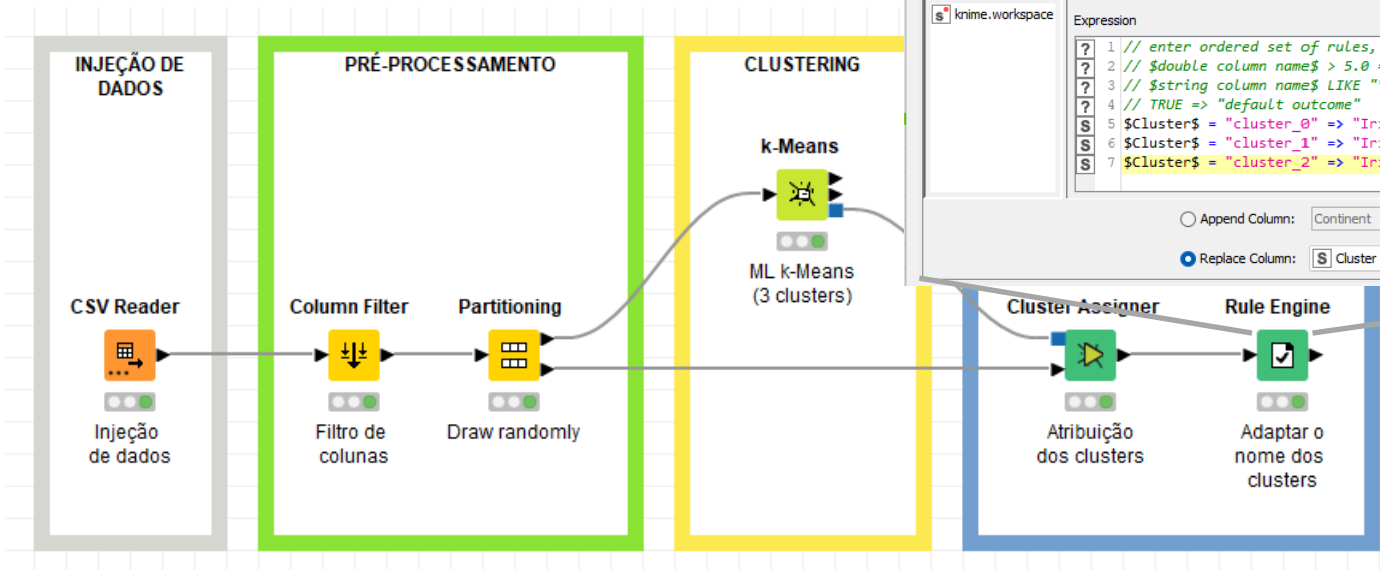 INJEÇÃO DE
DADOS
PRÉ-PROCESSAMENTO
CLUSTERING
knime.workspace
Expression
1 // enter ordered set of rules,
2 // $double column name$ > 5.0
3 // $string column name$ LIKE "
4 // TRUE => "default outcome"
5 $Cluster$ = "cluster_0" => "Ir
6 $Cluster$ = "cluster_1" => "Ir
7 $Cluster$ = "cluster_2" => "Ir
Append Column: Continent
Replace Column: S Cluster
k-Means
ML k-Means
(3 clusters)
CSV Reader
Injeção
de dados
Column Filter
Filtro de
colunas
Partitioning
Draw randomly
Cluster Assigner
Atribuição
dos clusters
Rule Engine
Adaptar o
nome dos
clusters